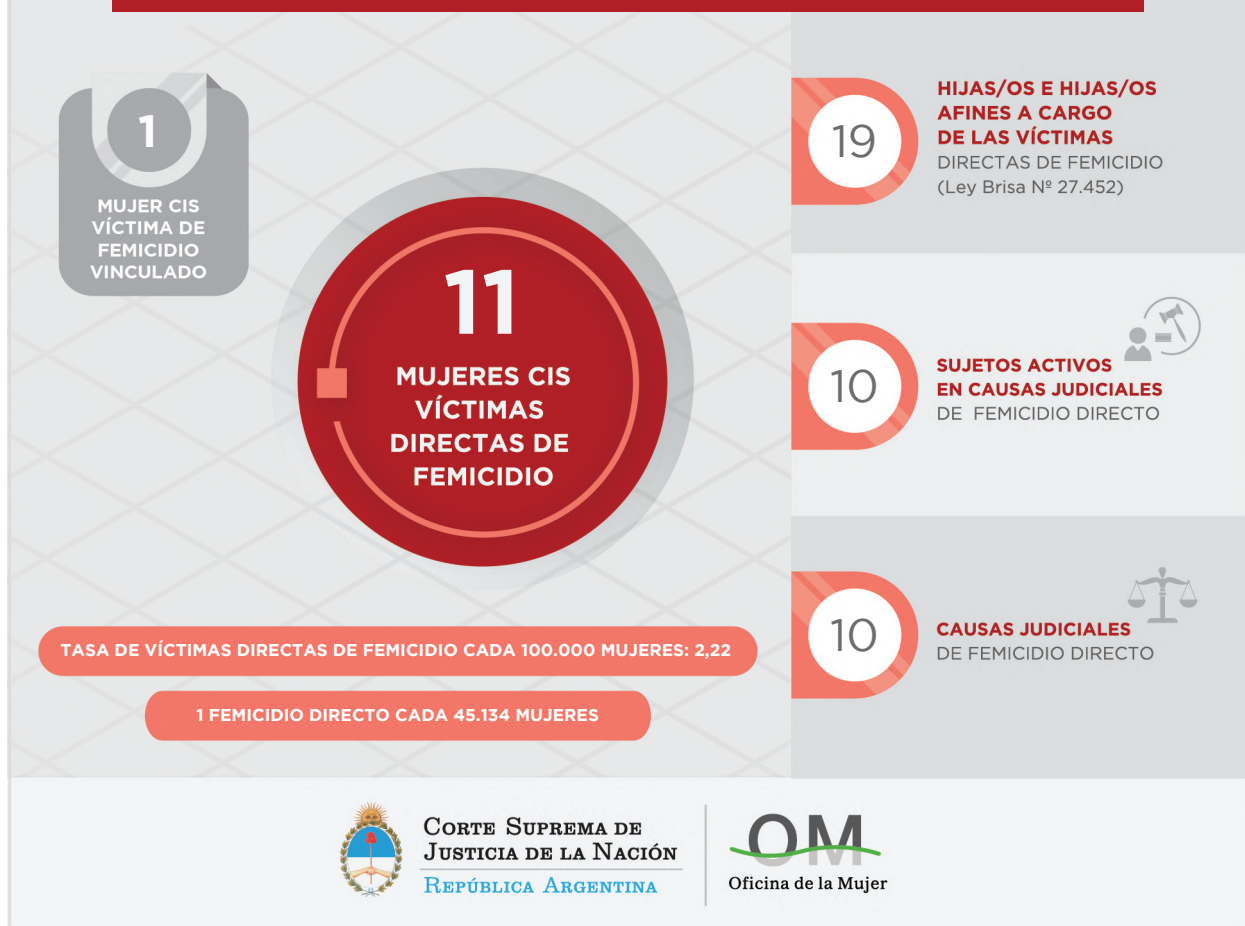 1
MUJER CIS
VÍCTIMA DE
FEMICIDIO
VINCULADO
11
MUJERES CIS
VÍCTIMAS
DIRECTAS DE
FEMICIDIO
TASA DE VÍCTIMAS DIRECTAS DE FEMICIDIO CADA 100.000 MUJERES: 2,22
1 FEMICIDIO DIRECTO CADA 45.134 MUJERES
19
HIJAS/OS E HIJAS/OS
AFINES A CARGO
DE LAS VÍCTIMAS
DIRECTAS DE FEMICIDIO
(Ley Brisa Nº 27.452)
10
SUJETOS ACTIVOS
EN CAUSAS JUDICIALES
DE FEMICIDIO DIRECTO
10
CAUSAS JUDICIALES
DE FEMICIDIO DIRECTO
CORTE SUPREMA DE
JUSTICIA DE LA NACIÓN
REPÚBLICA ARGENTINA
OM
Oficina de la Mujer